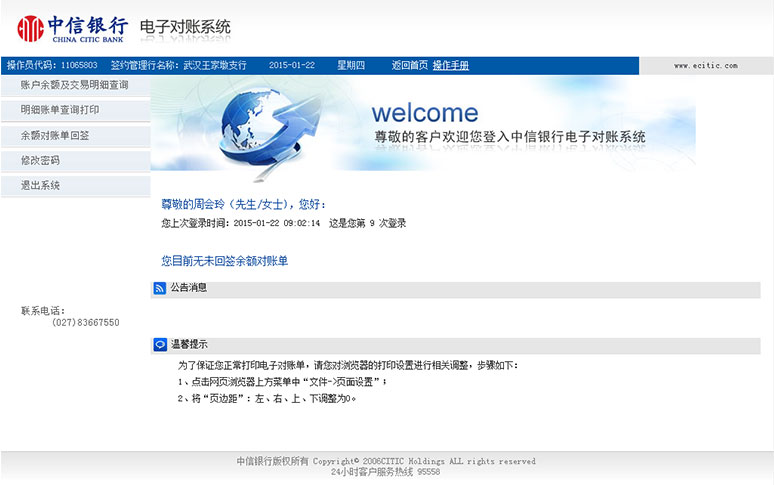 中信银行 电子对账系统
CHINA CITIC BANK
操作员代码：11065803 签约管理行名称：武汉王家墩支行 2015-01-22 星期四 返回首页 操作手册 www.ecitic.com
账户余额及交易明细查询
明细账单查询打印
余额对账单回签
修改密码
退出系统
联系电话：
(027)83667550
welcome
尊敬的客户欢迎您登入中信银行电子对账系统
尊敬的周会玲（先生/女士），您好：
您上次登录时间：2015-01-22 09:02:14 这是您第 9 次登录
您目前无未回签余额对账单
公告消息
温馨提示
为了保证您正常打印电子对账单，请您对浏览器的打印设置进行相关调整，步骤如下：
1、点击网页浏览器上方菜单中“文件->页面设置”；
2、将“页边距”：左、右、上、下调整为0。
中信银行版权所有 Copyright© 2006CITIC Holdings ALL rights reserved
24小时客户服务热线 95558